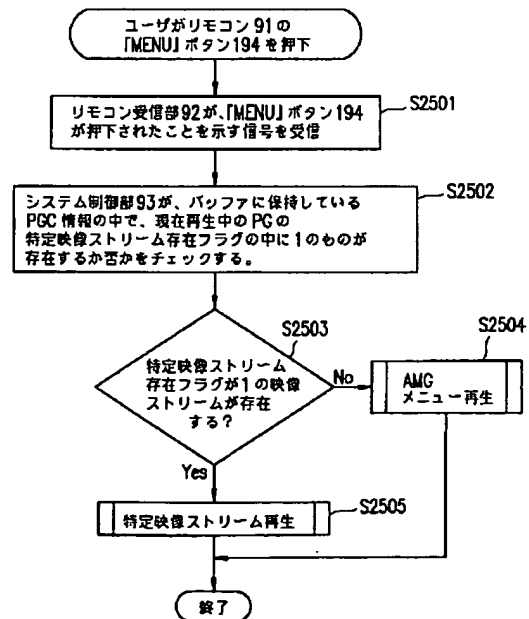 ユーザがリモコン91の
「MENU」ボタン194を押下
S2501
リモコン受信部92が、「MENU」ボタン194
が押下されたことを示す信号を受信
S2502
システム制御部93が、バッファに保持している
PGC情報の中で、現在再生中のPGの
特定映像ストリーム存在フラグの中に1のものが
存在するか否かをチェックする。
S2503
特定映像ストリーム
存在フラグが1の映像
ストリームが存在
する?
No
S2504
AMG
メニュー再生
Yes
S2505
特定映像ストリーム再生
終了